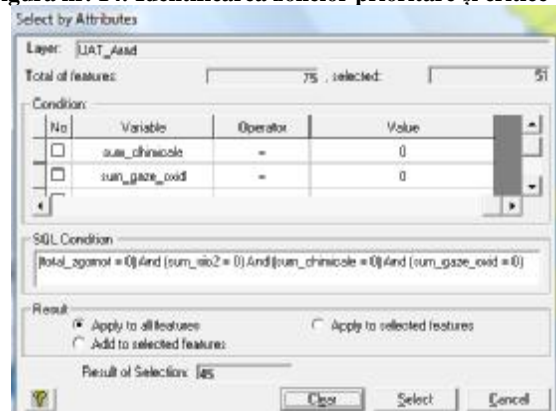 Select by Attributes
Layer: UAT_Arad
Total of features: 75 , selected: 51
Condition
No Variable Operator Value
sum_chimicale = 0
sum_gaze_oxid = 0
SQL Condition
(total_zgomot = 0) And (sum_sio2 = 0) And (sum_chimicale = 0) And (sum_gaze_oxid = 0)
Result
Apply to all features Apply to selected features
Add to selected features
Result of Selection: 45
Clear Select Cancel